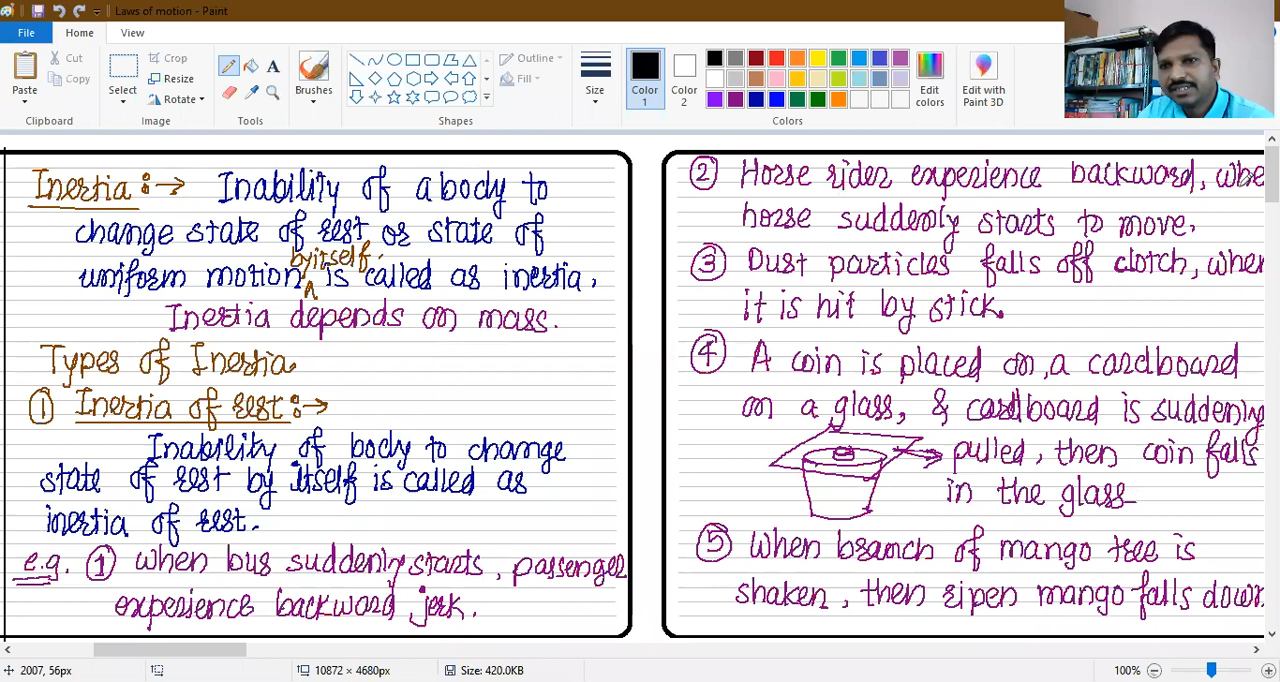 Laws of motion - Paint
File
Home
View
Paste
Cut
Copy
Clipboard
Select
Crop
Resize
Rotate
Image
Tools
Brushes
Shapes
Outline
Fill
Size
Color 1
Color 2
Colors
Edit colors
Edit with Paint 3D
Inertia :→ Inability of a body to
change state of rest or state of
by itself.
uniform motion ∧ is called as inertia.
Inertia depends on mass.
Types of Inertia.
① Inertia of rest :→
Inability of body to change
state of rest by itself is called as
inertia of rest.
e.g. ① When bus suddenly starts, passenger
experience backward jerk.
② Horse rider experience backward, when
horse suddenly starts to move.
③ Dust particles falls off clotch, when
it is hit by stick.
④ A coin is placed on a cardboard
on a glass, & cardboard is suddenly
pulled, then coin falls
in the glass
⑤ When branch of mango tree is
shaken, then ripen mango falls down
2007, 56px
10872 × 4680px
Size: 420.0KB
100%